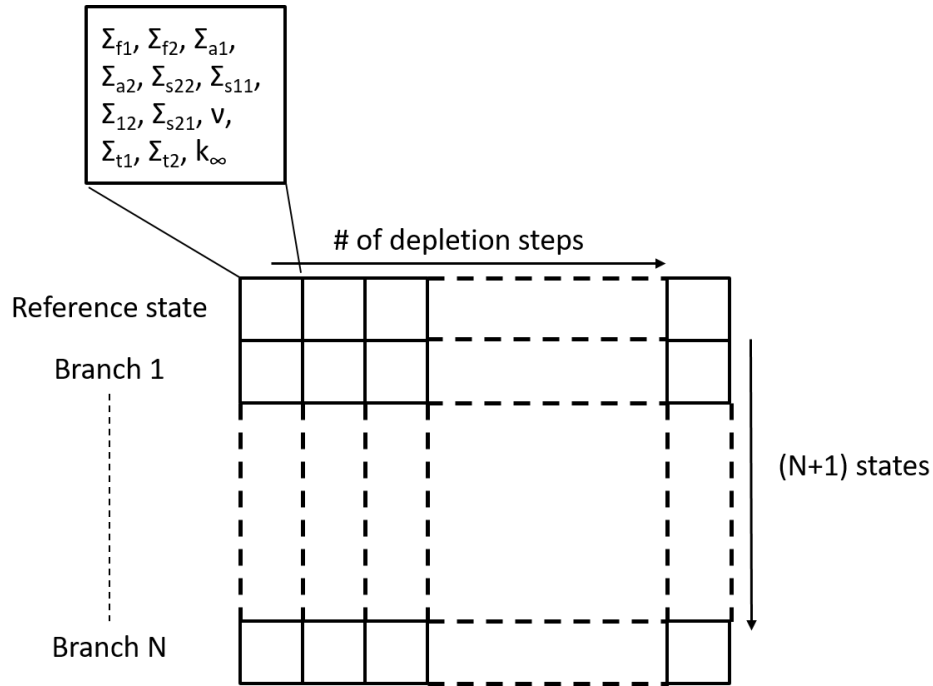 Σf1, Σf2, Σa1,
Σa2, Σs22, Σs11,
Σ12, Σs21, ν,
Σt1, Σt2, k∞
# of depletion steps
Reference state
Branch 1
(N+1) states
Branch N